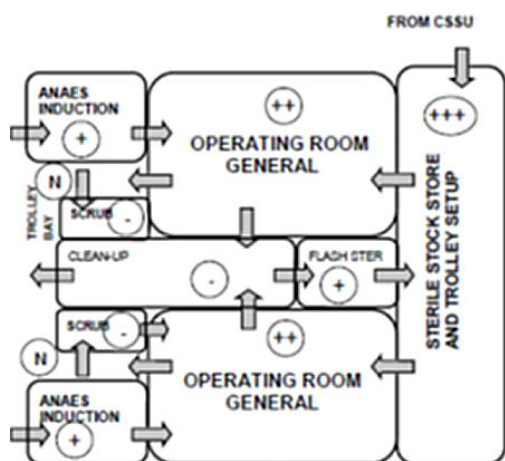 FROM CSSU
ANAES
INDUCTION
+
++
OPERATING ROOM
GENERAL
+++
STERILE STOCK STORE
AND TROLLEY SETUP
N
TROLLEY
BAY
SCRUB
-
CLEAN-UP
-
FLASH STER
+
SCRUB
-
N
++
OPERATING ROOM
GENERAL
ANAES
INDUCTION
+